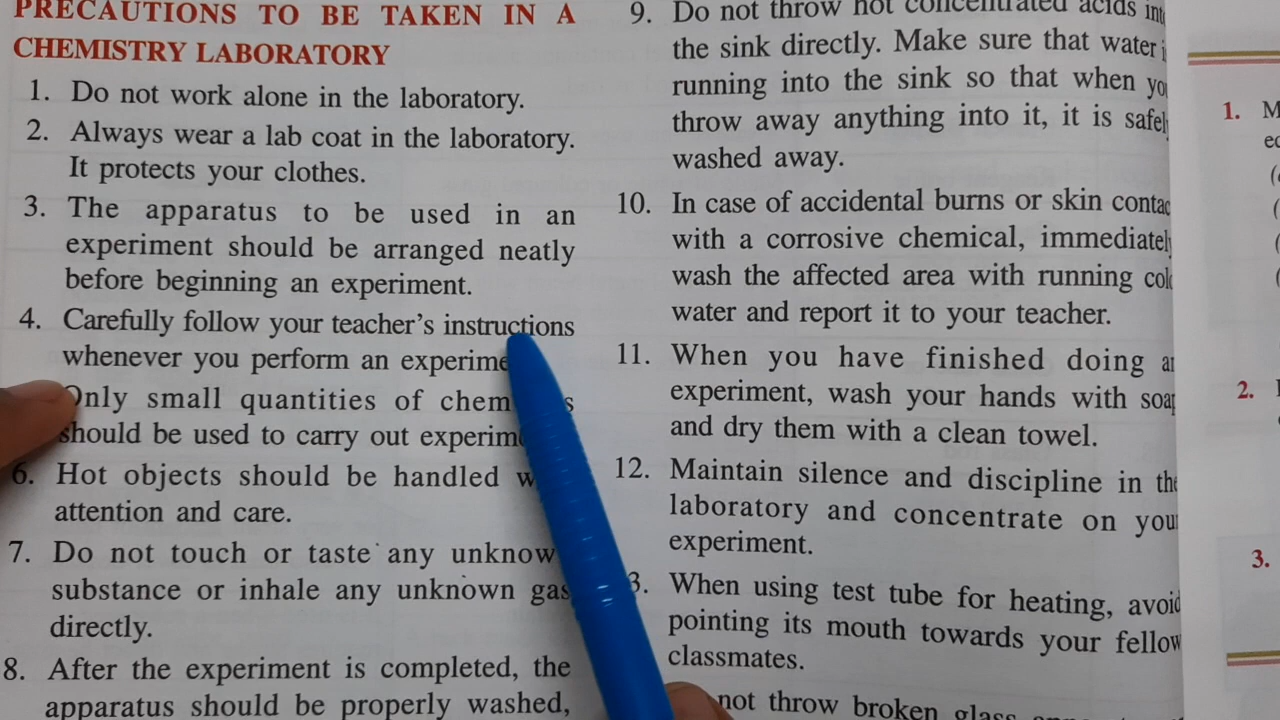 PRECAUTIONS TO BE TAKEN IN A
CHEMISTRY LABORATORY
1. Do not work alone in the laboratory.
2. Always wear a lab coat in the laboratory.
It protects your clothes.
3. The apparatus to be used in an
experiment should be arranged neatly
before beginning an experiment.
4. Carefully follow your teacher's instructions
whenever you perform an
Only small quantities of
should be used to carry out
6. Hot objects should be handled
attention and care.
7. Do not touch or taste any
substance or inhale any unknown gas
directly.
8. After the experiment is completed, the
apparatus should be properly washed,
9. Do not throw hot concentrated acids
the sink directly. Make sure that water
running into the sink so that when
throw away anything into it, it is
washed away.
10. In case of accidental burns or skin
with a corrosive chemical,
wash the affected area with running
water and report it to your teacher.
11. When you have finished doing
experiment, wash your hands with
and dry them with a clean towel.
12. Maintain silence and discipline in
laboratory and concentrate on
experiment.
3. When using test tube for heating,
pointing its mouth towards your fellow
classmates.
not throw broken glass
1.
2.
3.